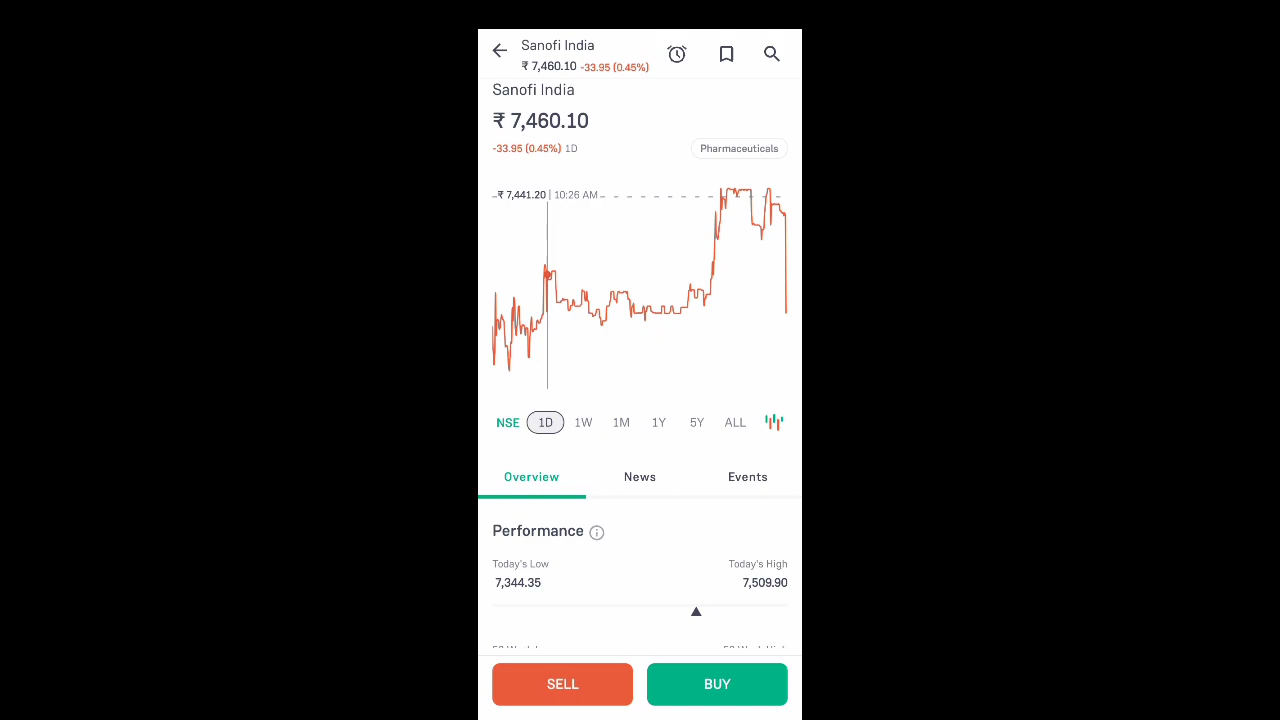 Sanofi India
₹ 7,460.10 -33.95 (0.45%)
Sanofi India
₹ 7,460.10
-33.95 (0.45%) 1D
Pharmaceuticals
₹ 7,441.20 | 10:26 AM
NSE 1D 1W 1M 1Y 5Y ALL
Overview News Events
Performance
Today's Low Today's High
7,344.35 7,509.90
SELL BUY